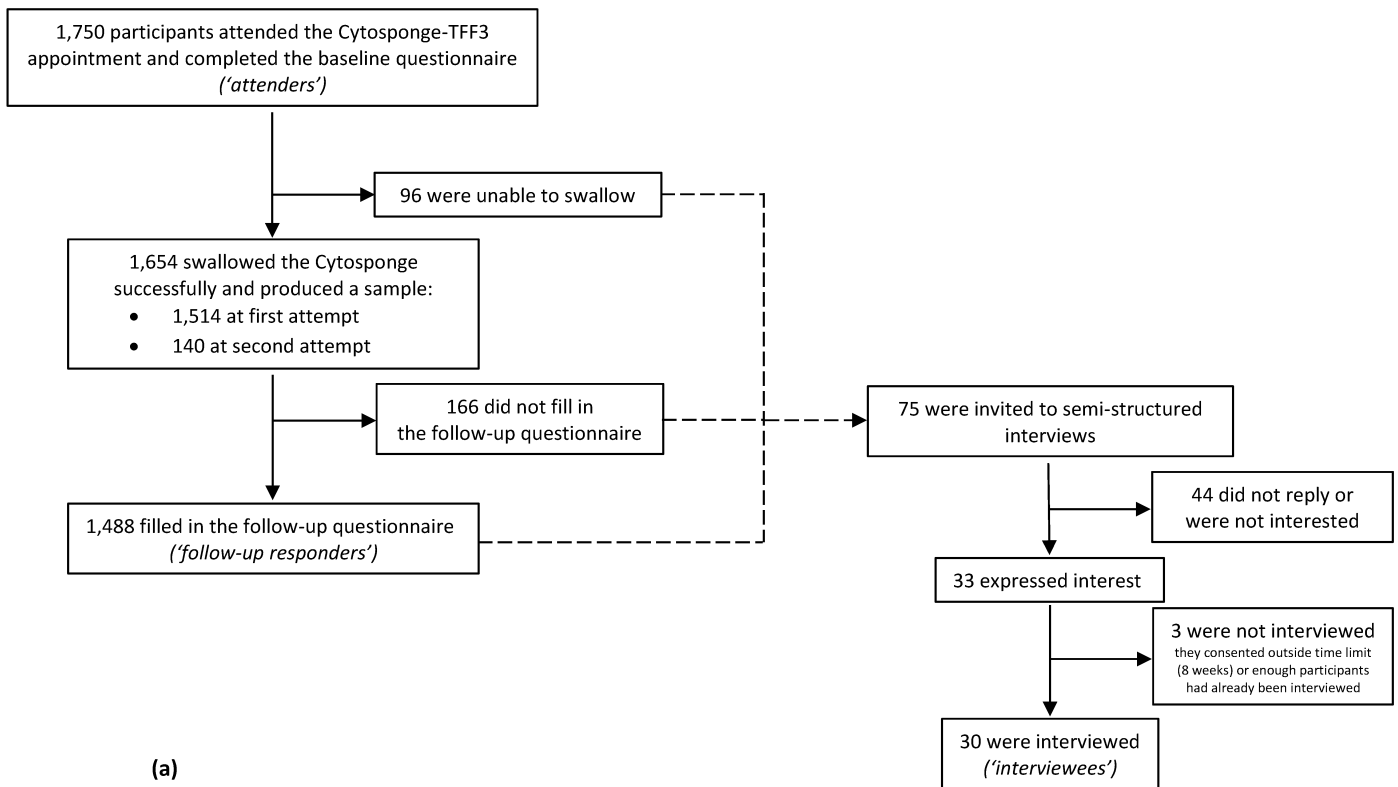 1,750 participants attended the Cytosponge-TFF3
appointment and completed the baseline questionnaire
(‘attenders’)
96 were unable to swallow
1,654 swallowed the Cytosponge
successfully and produced a sample:
• 1,514 at first attempt
• 140 at second attempt
166 did not fill in
the follow-up questionnaire
1,488 filled in the follow-up questionnaire
(‘follow-up responders’)
75 were invited to semi-structured
interviews
44 did not reply or
were not interested
33 expressed interest
3 were not interviewed
they consented outside time limit
(8 weeks) or enough participants
had already been interviewed
30 were interviewed
(‘interviewees’)
(a)